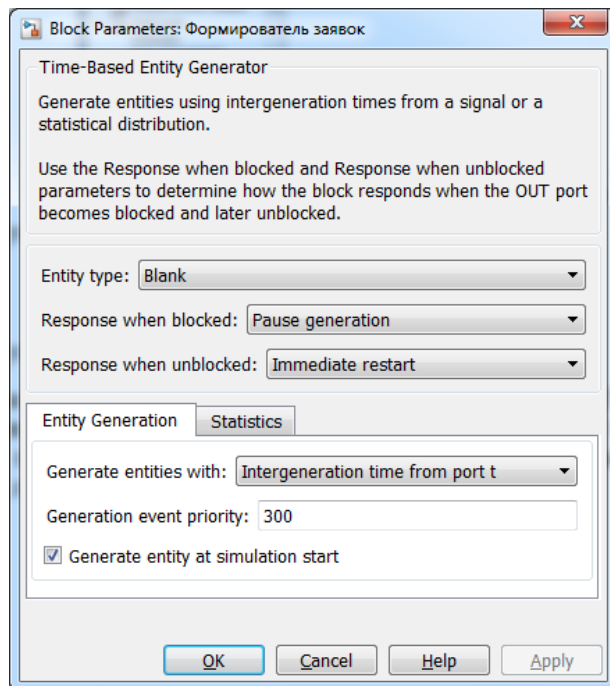 Block Parameters: Формирователь заявок
Time-Based Entity Generator
Generate entities using intergeneration times from a signal or a
statistical distribution.
Use the Response when blocked and Response when unblocked
parameters to determine how the block responds when the OUT port
becomes blocked and later unblocked.
Entity type: Blank
Response when blocked: Pause generation
Response when unblocked: Immediate restart
Entity Generation Statistics
Generate entities with: Intergeneration time from port t
Generation event priority: 300
Generate entity at simulation start
OK Cancel Help Apply